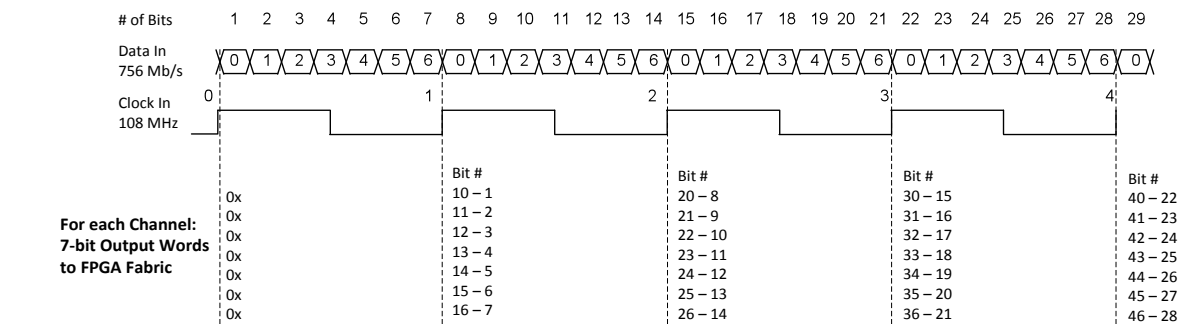 # of Bits 1 2 3 4 5 6 7 8 9 10 11 12 13 14 15 16 17 18 19 20 21 22 23 24 25 26 27 28 29
Data In 0 1 2 3 4 5 6 0 1 2 3 4 5 6 0 1 2 3 4 5 6 0 1 2 3 4 5 6 0
756 Mb/s
Clock In 0 1 2 3 4
108 MHz
For each Channel:
7-bit Output Words
to FPGA Fabric
0x
0x
0x
0x
0x
0x
0x
Bit #
10 – 1
11 – 2
12 – 3
13 – 4
14 – 5
15 – 6
16 – 7
Bit #
20 – 8
21 – 9
22 – 10
23 – 11
24 – 12
25 – 13
26 – 14
Bit #
30 – 15
31 – 16
32 – 17
33 – 18
34 – 19
35 – 20
36 – 21
Bit #
40 – 22
41 – 23
42 – 24
43 – 25
44 – 26
45 – 27
46 – 28